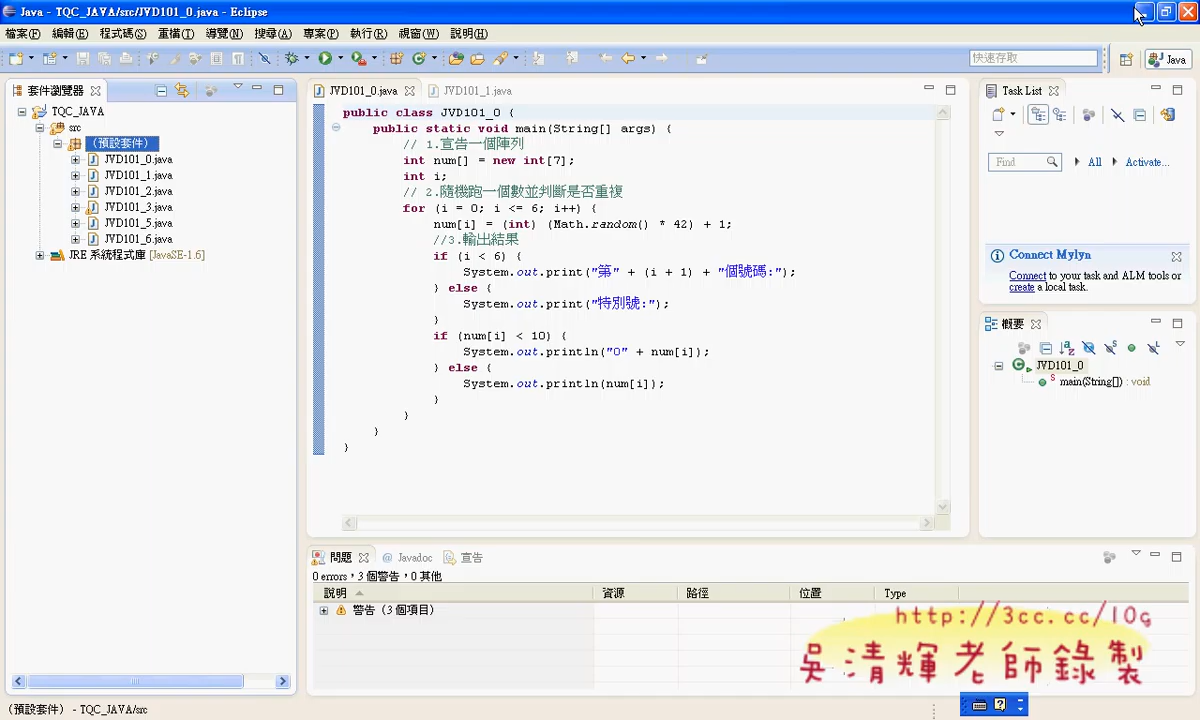 Java - TQC_JAVA/src/JVD101_0.java - Eclipse
檔案(F) 編輯(E) 程式碼(S) 重構(T) 導覽(N) 搜尋(A) 專案(P) 執行(R) 視窗(W) 說明(H)
快速存取
Java
套件瀏覽器
TQC_JAVA
src
(預設套件)
JVD101_0.java
JVD101_1.java
JVD101_2.java
JVD101_3.java
JVD101_5.java
JVD101_6.java
JRE 系統程式庫 [JavaSE-1.6]
JVD101_0.java
JVD101_1.java
public class JVD101_0 {
public static void main(String[] args) {
// 1.宣告一個陣列
int num[] = new int[7];
int i;
// 2.隨機跑一個數並判斷是否重複
for (i = 0; i <= 6; i++) {
num[i] = (int) (Math.random() * 42) + 1;
//3.輸出結果
if (i < 6) {
System.out.print("第" + (i + 1) + "個號碼:");
} else {
System.out.print("特別號:");
}
if (num[i] < 10) {
System.out.println("0" + num[i]);
} else {
System.out.println(num[i]);
}
}
}
}
Task List
Find
All
Activate...
Connect Mylyn
Connect to your task and ALM tools or
create a local task.
概要
JVD101_0
main(String[]) : void
問題
@ Javadoc
宣告
0 errors，3 個警告，0 其他
說明 資源 路徑 位置 Type
警告 (3 個項目)
http://3cc.cc/10g
吳清輝老師錄製
(預設套件) - TQC_JAVA/src